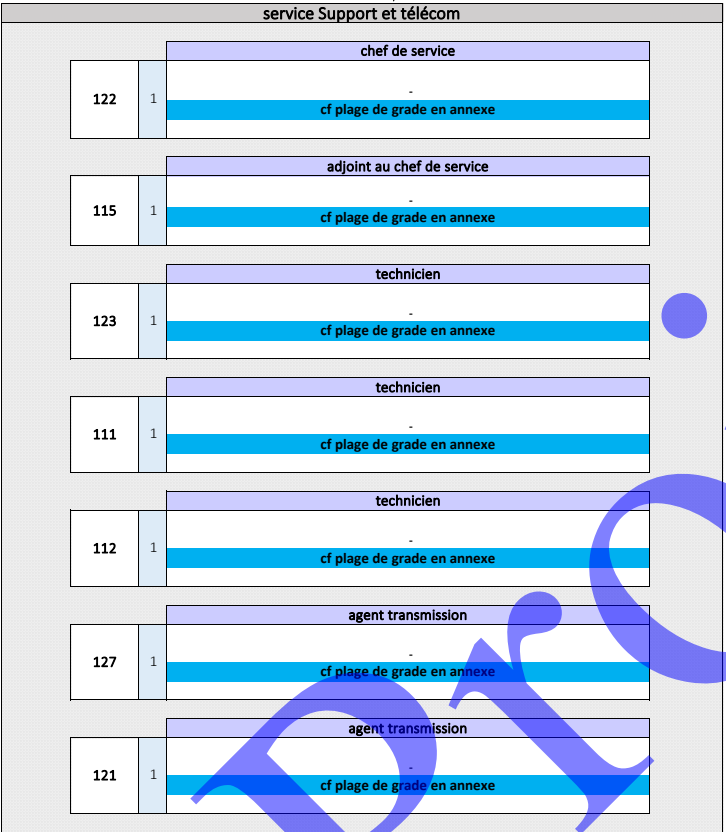 service Support et télécom
chef de service
122 1 -
cf plage de grade en annexe
adjoint au chef de service
115 1 -
cf plage de grade en annexe
technicien
123 1 -
cf plage de grade en annexe
technicien
111 1 -
cf plage de grade en annexe
technicien
112 1 -
cf plage de grade en annexe
agent transmission
127 1 -
cf plage de grade en annexe
agent transmission
121 1 -
cf plage de grade en annexe
Pro